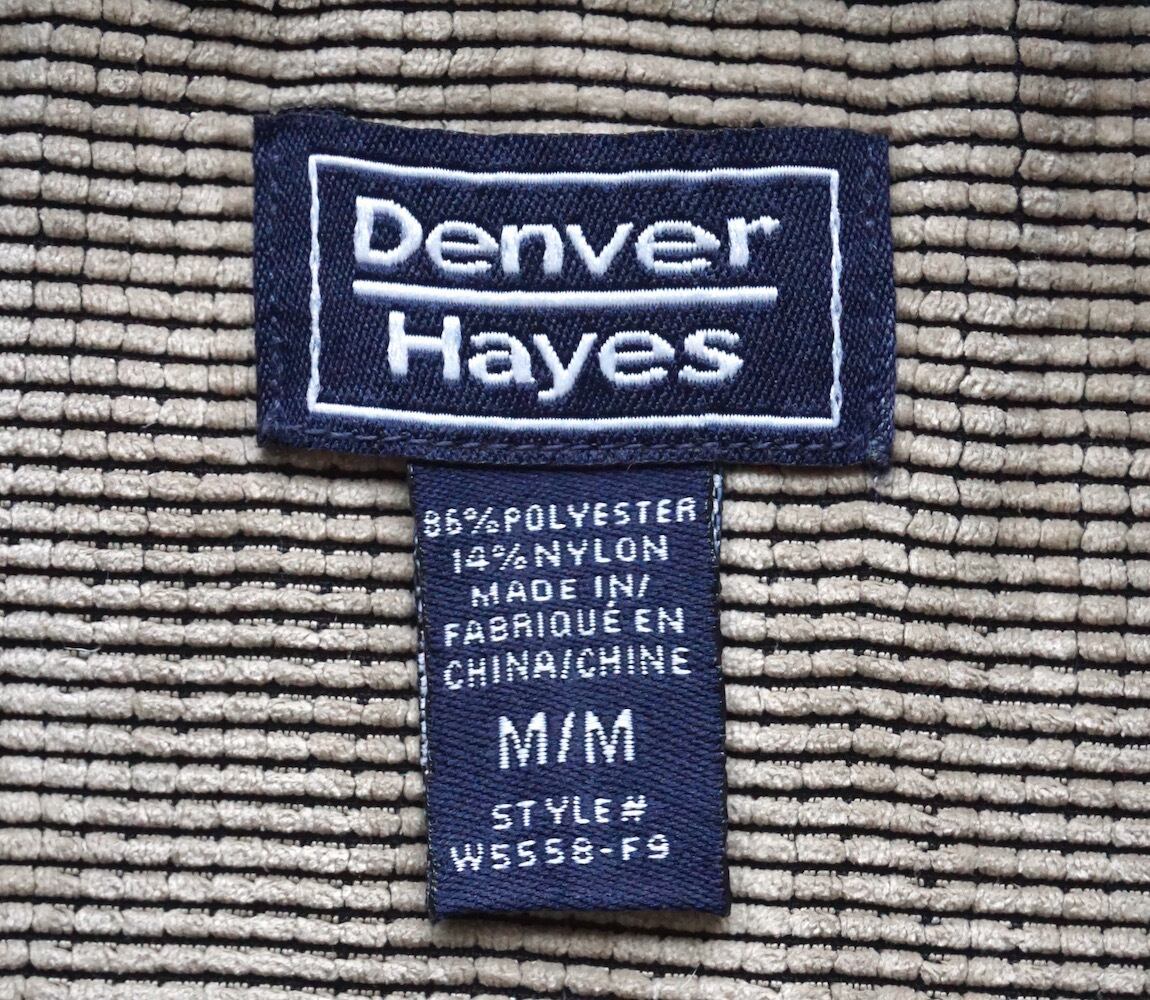 Denver
Hayes
86%POLYESTER
14%NYLON
MADE IN/
FABRIQUÉ EN
CHINA/CHINE
M/M
STYLE#
W5558-F9